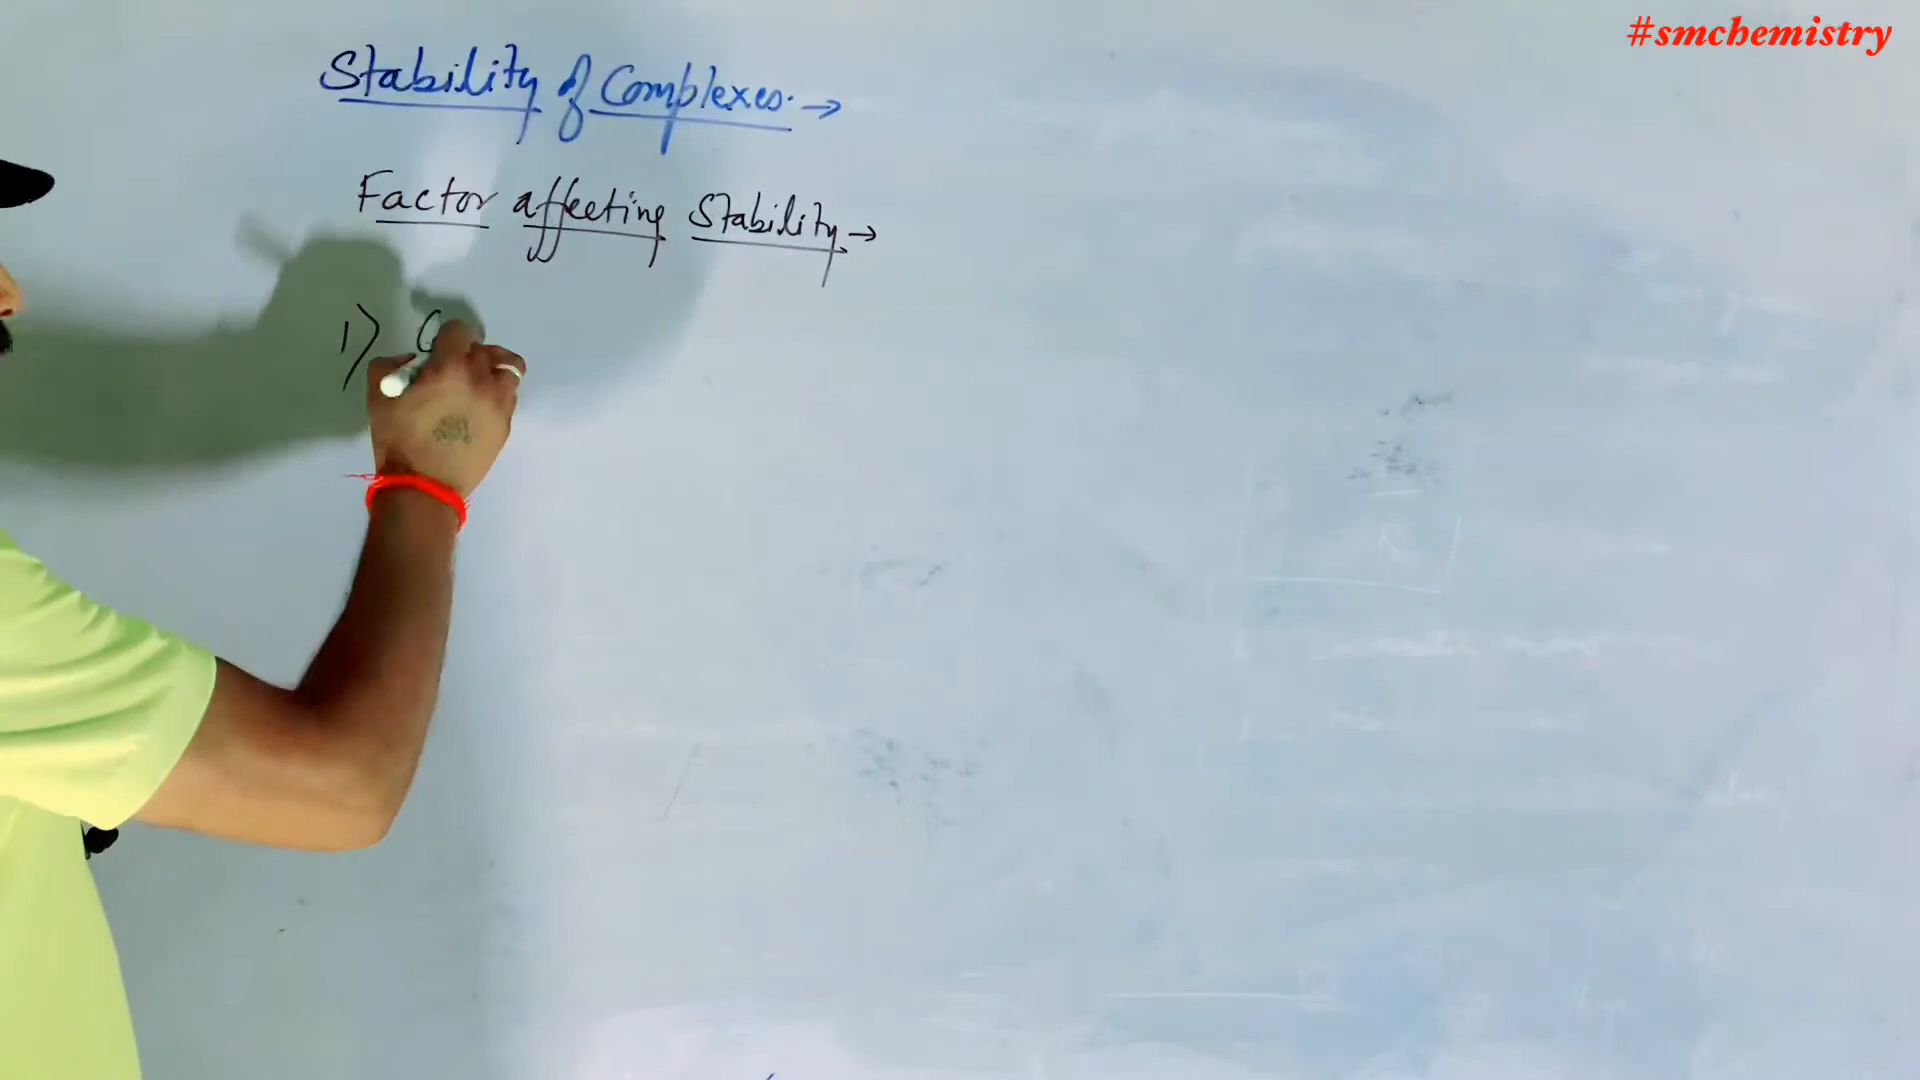 #smchemistry
Stability of Complexes. →
Factor affecting Stability →
1) C